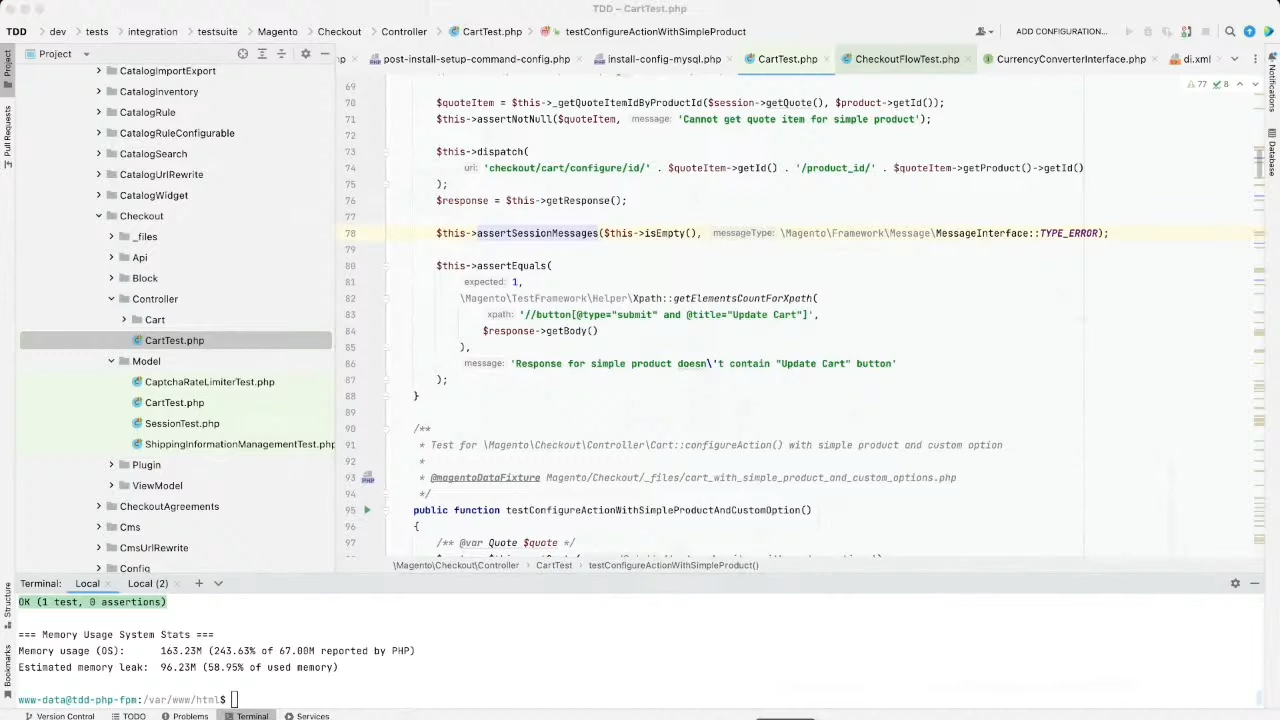 TDD – CartTest.php
TDD > dev > tests > integration > testsuite > Magento > Checkout > Controller > CartTest.php > testConfigureActionWithSimpleProduct
ADD CONFIGURATION...
Project
post-install-setup-command-config.php
install-config-mysql.php
CartTest.php
CheckoutFlowTest.php
CurrencyConverterInterface.php
di.xml
77 8
Project
Pull Requests
Structure
Bookmarks
Notifications
Database
CatalogImportExport
CatalogInventory
CatalogRule
CatalogRuleConfigurable
CatalogSearch
CatalogUrlRewrite
CatalogWidget
Checkout
_files
Api
Block
Controller
Cart
CartTest.php
Model
CaptchaRateLimiterTest.php
CartTest.php
SessionTest.php
ShippingInformationManagementTest.php
Plugin
ViewModel
CheckoutAgreements
Cms
CmsUrlRewrite
Config
69
70 $quoteItem = $this->_getQuoteItemIdByProductId($session->getQuote(), $product->getId());
71 $this->assertNotNull($quoteItem, message: 'Cannot get quote item for simple product');
72
73 $this->dispatch(
74 uri: 'checkout/cart/configure/id/' . $quoteItem->getId() . '/product_id/' . $quoteItem->getProduct()->getId()
75 );
76 $response = $this->getResponse();
77
78 $this->assertSessionMessages($this->isEmpty(), messageType: \Magento\Framework\Message\MessageInterface::TYPE_ERROR);
79
80 $this->assertEquals(
81 expected: 1,
82 \Magento\TestFramework\Helper\Xpath::getElementsCountForXpath(
83 xpath: '//button[@type="submit" and @title="Update Cart"]',
84 $response->getBody()
85 ),
86 message: 'Response for simple product doesn\'t contain "Update Cart" button'
87 );
88 }
89
90 /**
91 * Test for \Magento\Checkout\Controller\Cart::configureAction() with simple product and custom option
92 *
93 * @magentoDataFixture Magento/Checkout/_files/cart_with_simple_product_and_custom_options.php
94 */
95 public function testConfigureActionWithSimpleProductAndCustomOption()
96 {
97 /** @var Quote $quote */
\Magento\Checkout\Controller > CartTest > testConfigureActionWithSimpleProduct()
Terminal: Local Local (2)
OK (1 test, 0 assertions)
=== Memory Usage System Stats ===
Memory usage (OS): 163.23M (243.63% of 67.00M reported by PHP)
Estimated memory leak: 96.23M (58.95% of used memory)
www-data@tdd-php-fpm:/var/www/html$
Version Control TODO Problems Terminal Services